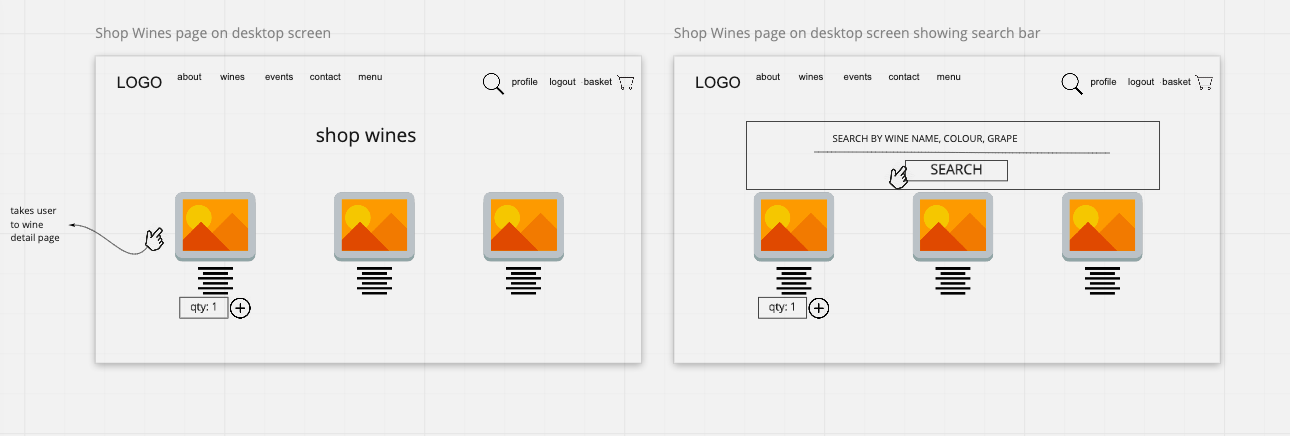 Shop Wines page on desktop screen
LOGO about wines events contact menu profile logout basket
shop wines
takes user
to wine
detail page
qty: 1
Shop Wines page on desktop screen showing search bar
LOGO about wines events contact menu profile logout basket
SEARCH BY WINE NAME, COLOUR, GRAPE
SEARCH
qty: 1